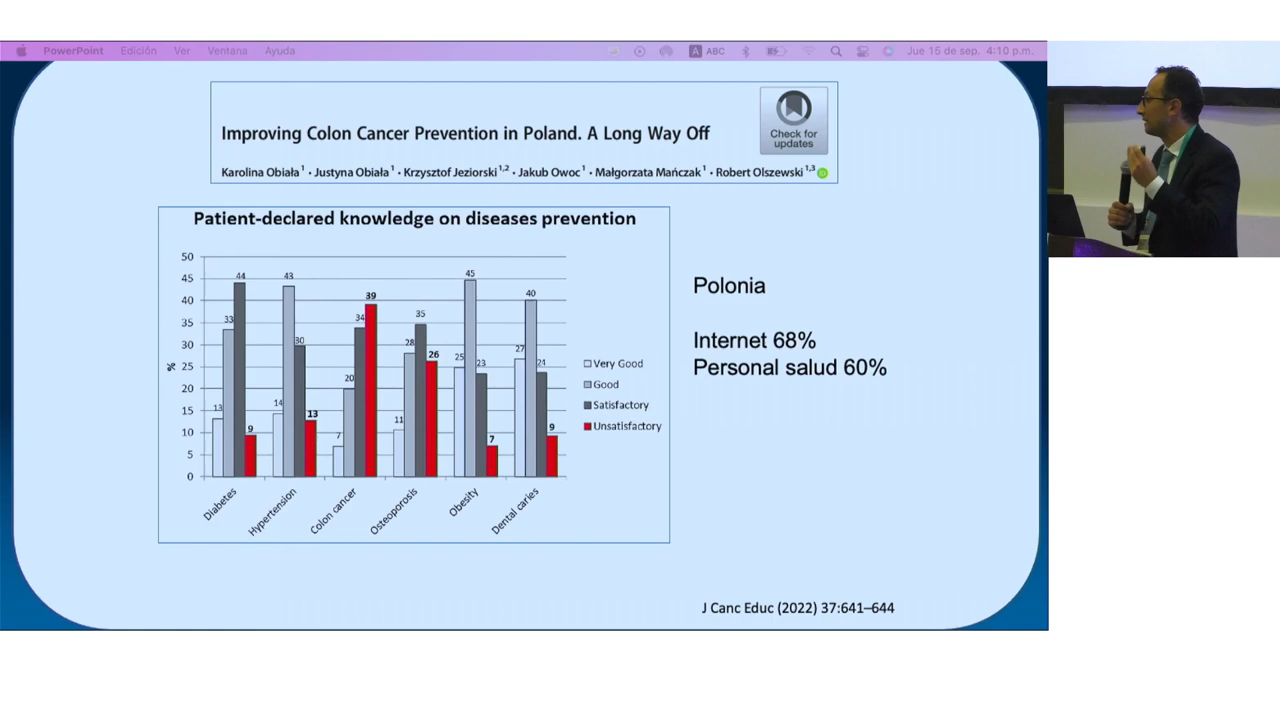 PowerPoint Edición Ver Ventana Ayuda ABC Jue 15 de sep. 4:10 p.m.
Check for
updates
Improving Colon Cancer Prevention in Poland. A Long Way Off
Karolina Obiała 1 · Justyna Obiała 1 · Krzysztof Jeziorski 1,2 · Jakub Owoc 1 · Małgorzata Mańczak 1 · Robert Olszewski 1,3
Patient-declared knowledge on diseases prevention
50
45
40
35
30
25
20
15
10
5
0
%
13 33 44 9
14 43 30 13
7 20 34 39
11 28 35 26
25 45 23 7
27 40 24 9
Diabetes
Hypertension
Colon cancer
Osteoporosis
Obesity
Dental caries
Very Good
Good
Satisfactory
Unsatisfactory
Polonia
Internet 68%
Personal salud 60%
J Canc Educ (2022) 37:641–644